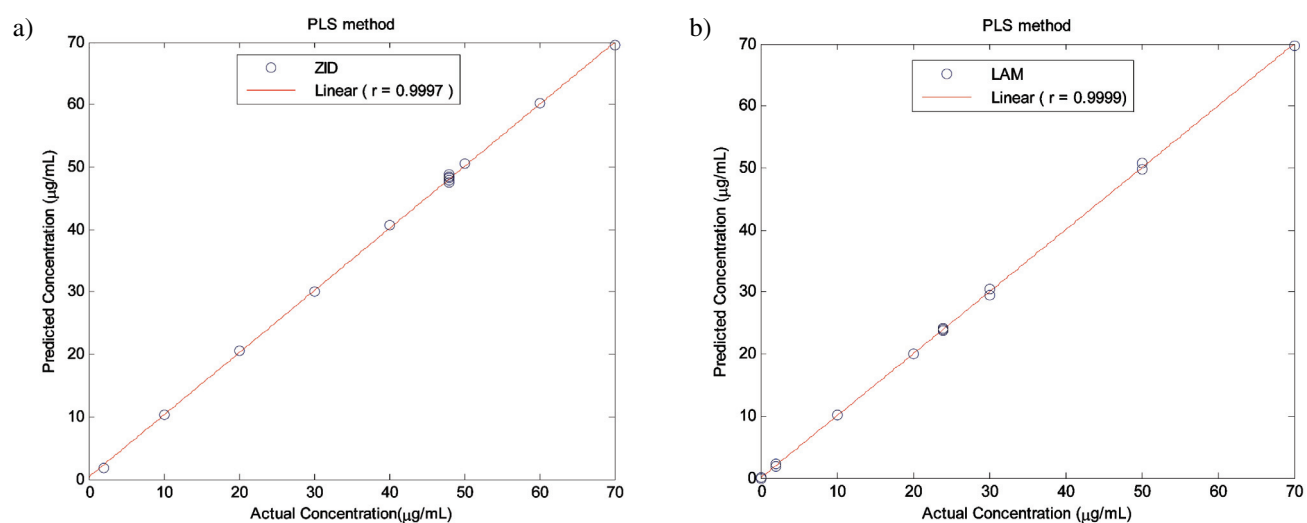 a)
PLS method
70
60
50
40
30
20
10
0
Predicted Concentration (µg/mL)
ZID
Linear ( r = 0.9997 )
0 10 20 30 40 50 60 70
Actual Concentration(µg/mL)
b)
PLS method
70
60
50
40
30
20
10
0
Predicted Concentration (µg/mL)
LAM
Linear ( r = 0.9999)
0 10 20 30 40 50 60 70
Actual Concentration (µg/mL)